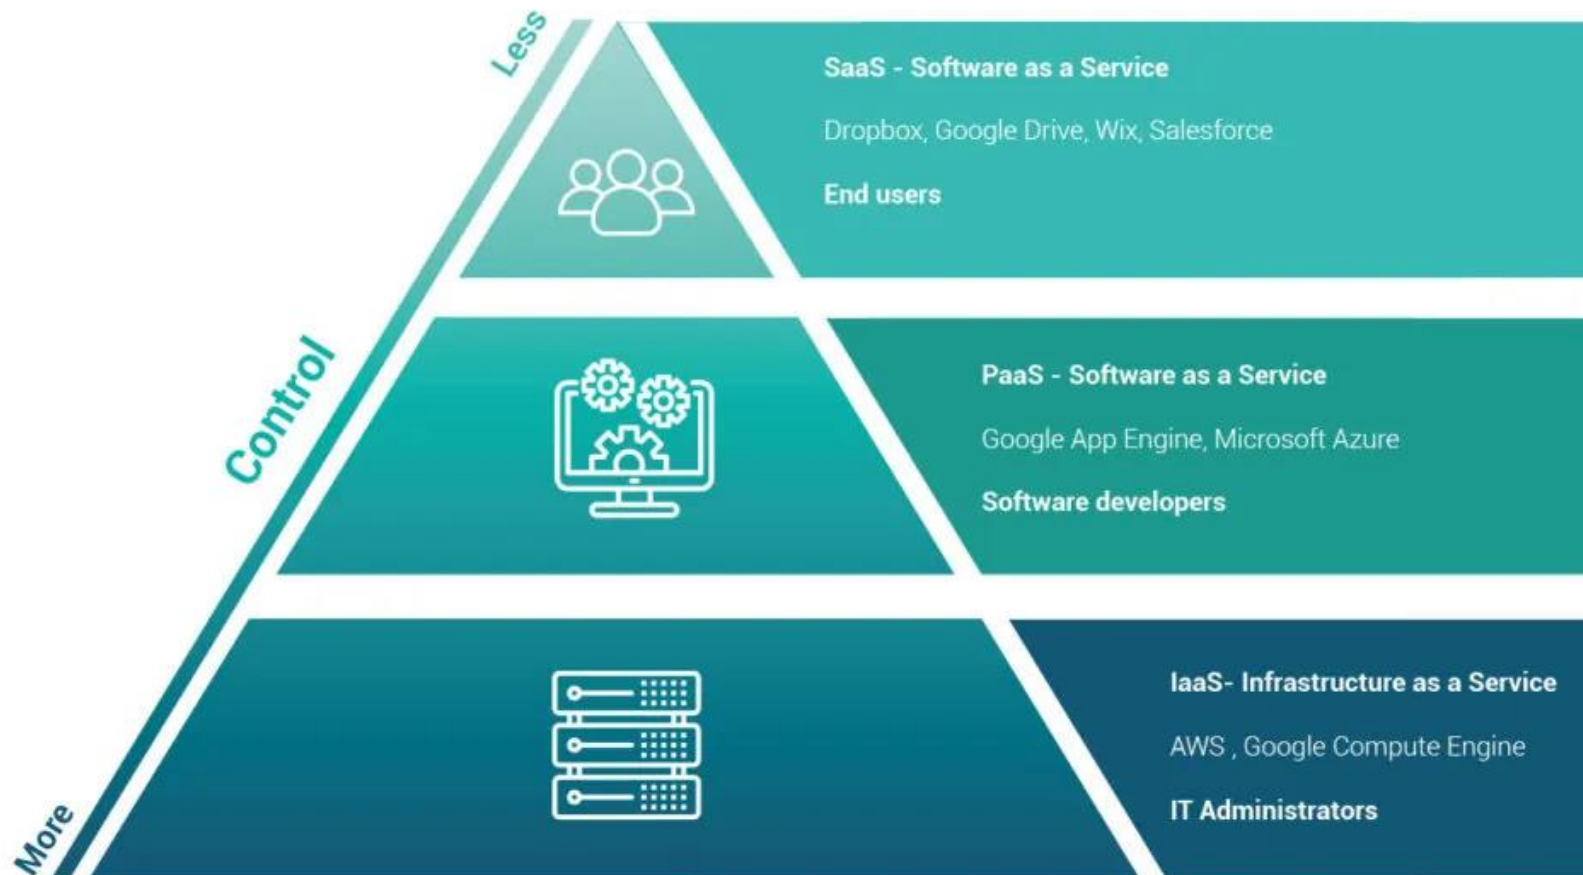 Less
SaaS - Software as a Service
Dropbox, Google Drive, Wix, Salesforce
End users
Control
PaaS - Software as a Service
Google App Engine, Microsoft Azure
Software developers
More
IaaS- Infrastructure as a Service
AWS , Google Compute Engine
IT Administrators